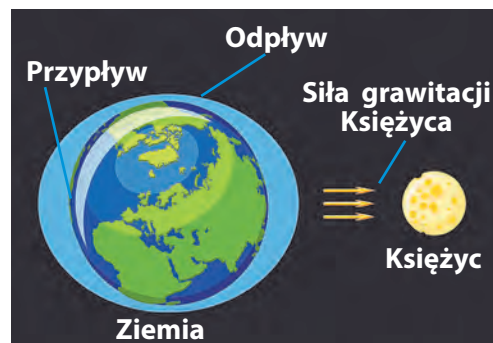 Odpływ
Przypływ
Siła grawitacji
Księżyca
Księżyc
Ziemia